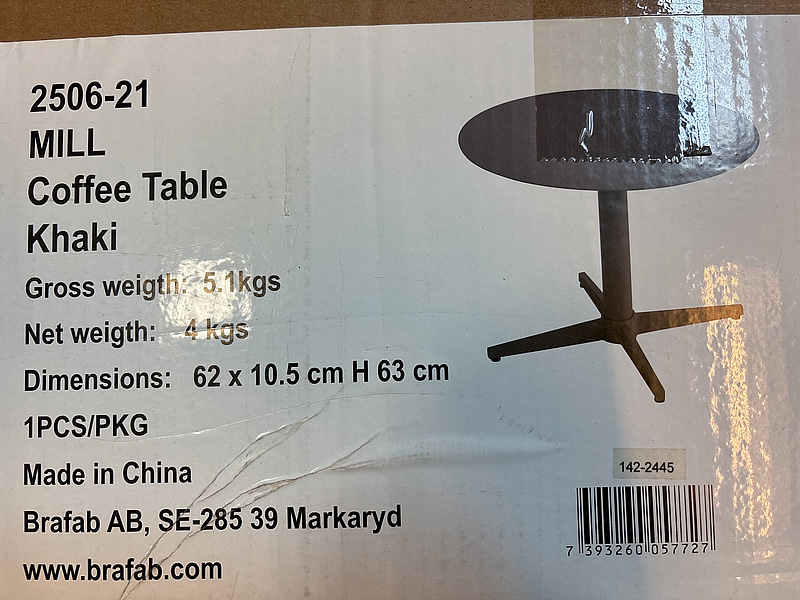 2506-21
MILL
Coffee Table
Khaki
Gross weigth: 5.1kgs
Net weigth: 4 kgs
Dimensions: 62 x 10.5 cm H 63 cm
1PCS/PKG
Made in China
Brafab AB, SE-285 39 Markaryd
www.brafab.com
142-2445
7 393260 057727